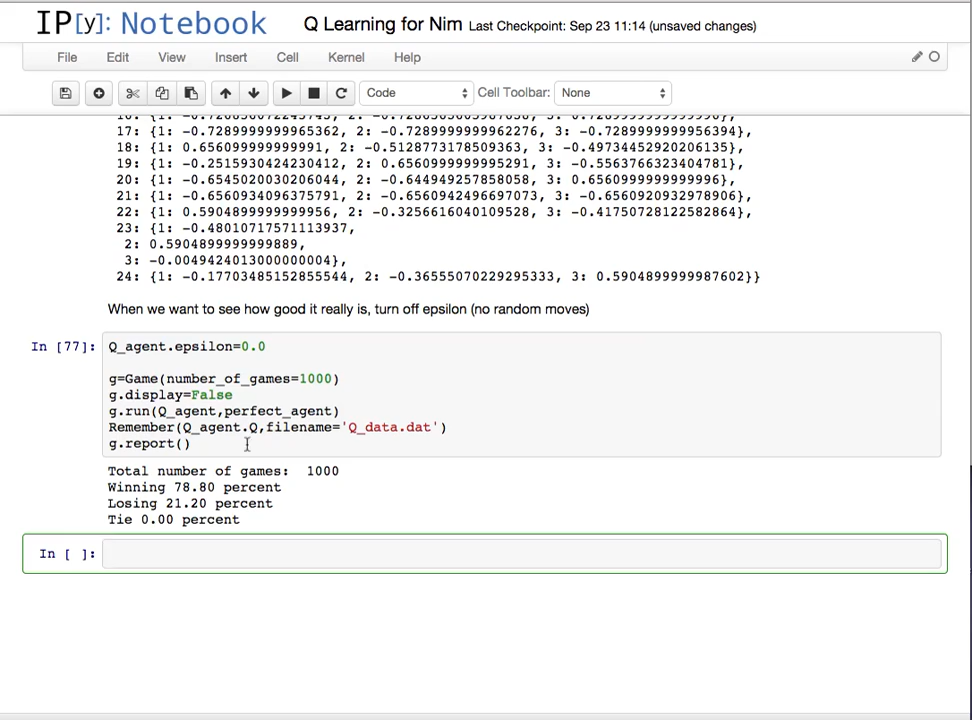 IP[y]: Notebook
Q Learning for Nim Last Checkpoint: Sep 23 11:14 (unsaved changes)
File Edit View Insert Cell Kernel Help
Code Cell Toolbar: None
17: {1: -0.7289999999965362, 2: -0.7289999999962276, 3: -0.7289999999956394},
18: {1: 0.656099999999991, 2: -0.5128773178509363, 3: -0.49734452920206135},
19: {1: -0.2515930424230412, 2: 0.6560999999995291, 3: -0.5563766323404781},
20: {1: -0.6545020030206044, 2: -0.644949257858058, 3: 0.6560999999999996},
21: {1: -0.6560934096375791, 2: -0.6560942496697073, 3: -0.6560920932978906},
22: {1: 0.5904899999999956, 2: -0.3256616040109528, 3: -0.41750728122582864},
23: {1: -0.48010717571113937,
2: 0.5904899999999889,
3: -0.0049424013000000004},
24: {1: -0.17703485152855544, 2: -0.36555070229295333, 3: 0.5904899999987602}}
When we want to see how good it really is, turn off epsilon (no random moves)
In [77]: Q_agent.epsilon=0.0
g=Game(number_of_games=1000)
g.display=False
g.run(Q_agent,perfect_agent)
Remember(Q_agent.Q,filename='Q_data.dat')
g.report()
Total number of games:  1000
Winning 78.80 percent
Losing 21.20 percent
Tie 0.00 percent
In [ ]: